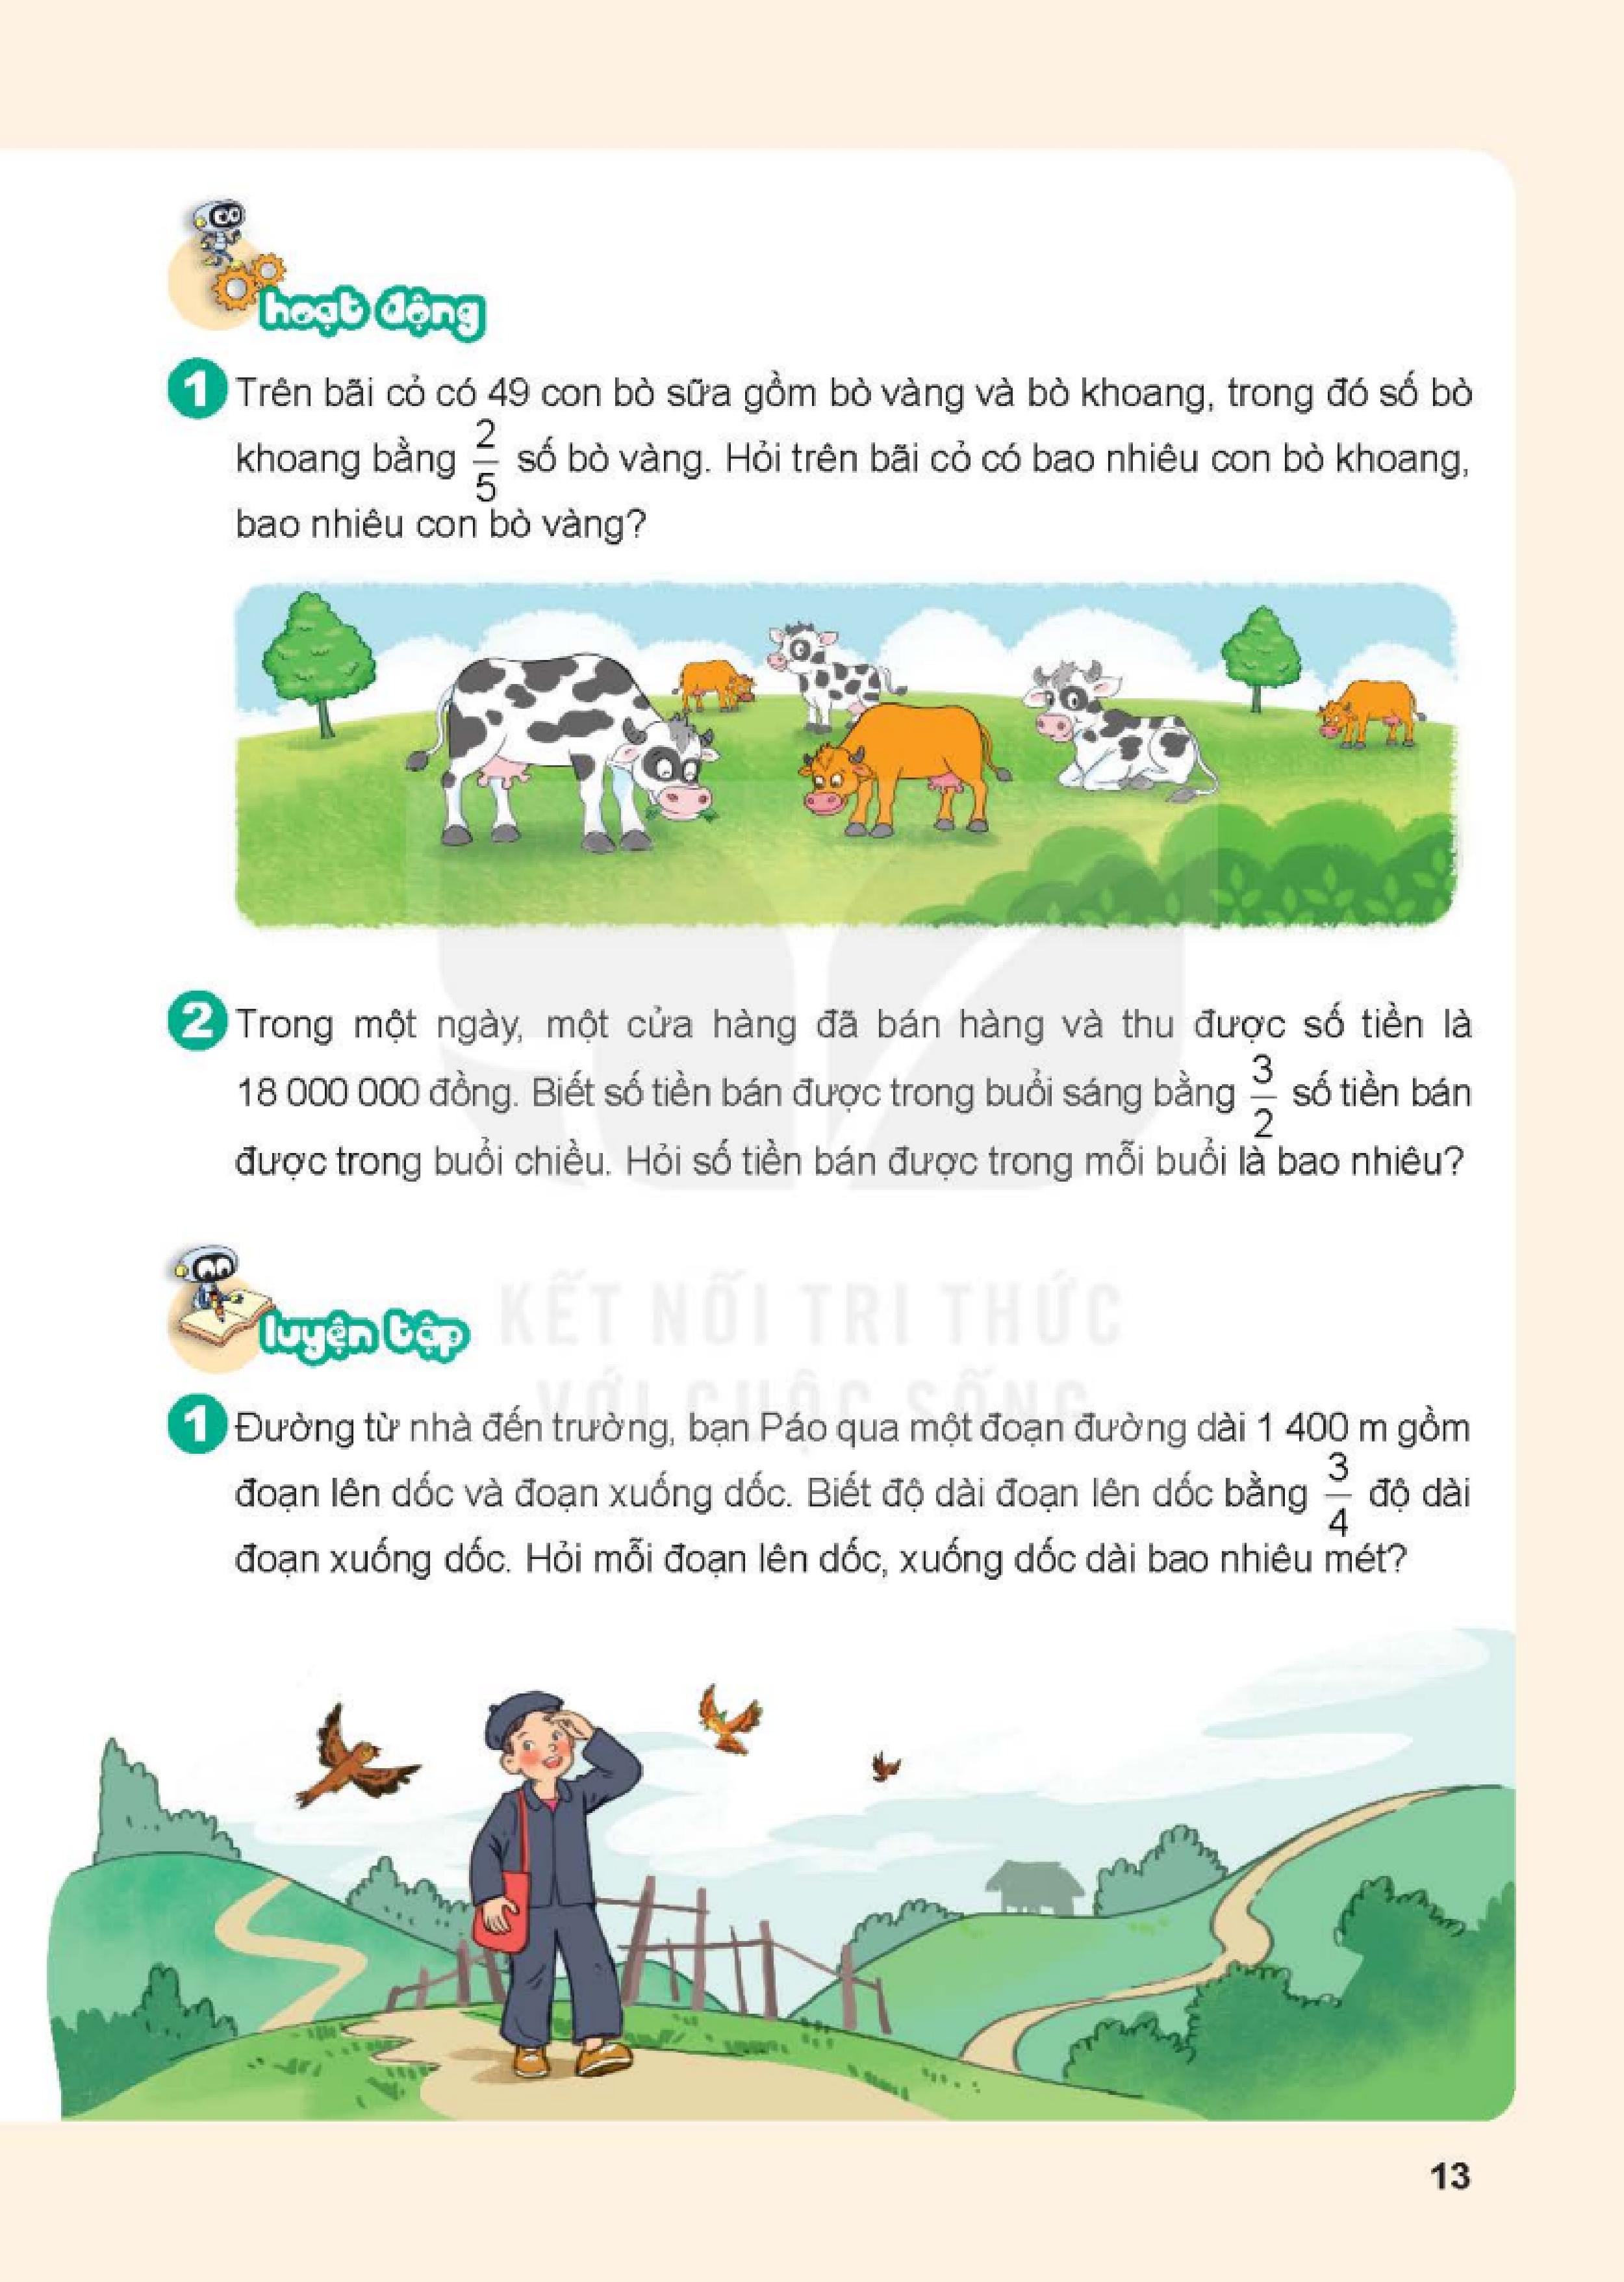 hoạt động
1 Trên bãi cỏ có 49 con bò sữa gồm bò vàng và bò khoang, trong đó số bò
khoang bằng 2/5 số bò vàng. Hỏi trên bãi cỏ có bao nhiêu con bò khoang,
bao nhiêu con bò vàng?
2 Trong một ngày, một cửa hàng đã bán hàng và thu được số tiền là
18 000 000 đồng. Biết số tiền bán được trong buổi sáng bằng 3/2 số tiền bán
được trong buổi chiều. Hỏi số tiền bán được trong mỗi buổi là bao nhiêu?
KẾT NỐI TRI THỨC
luyện tập
VỚI CUỘC SỐNG
1 Đường từ nhà đến trường, bạn Páo qua một đoạn đường dài 1 400 m gồm
đoạn lên dốc và đoạn xuống dốc. Biết độ dài đoạn lên dốc bằng 3/4 độ dài
đoạn xuống dốc. Hỏi mỗi đoạn lên dốc, xuống dốc dài bao nhiêu mét?
13